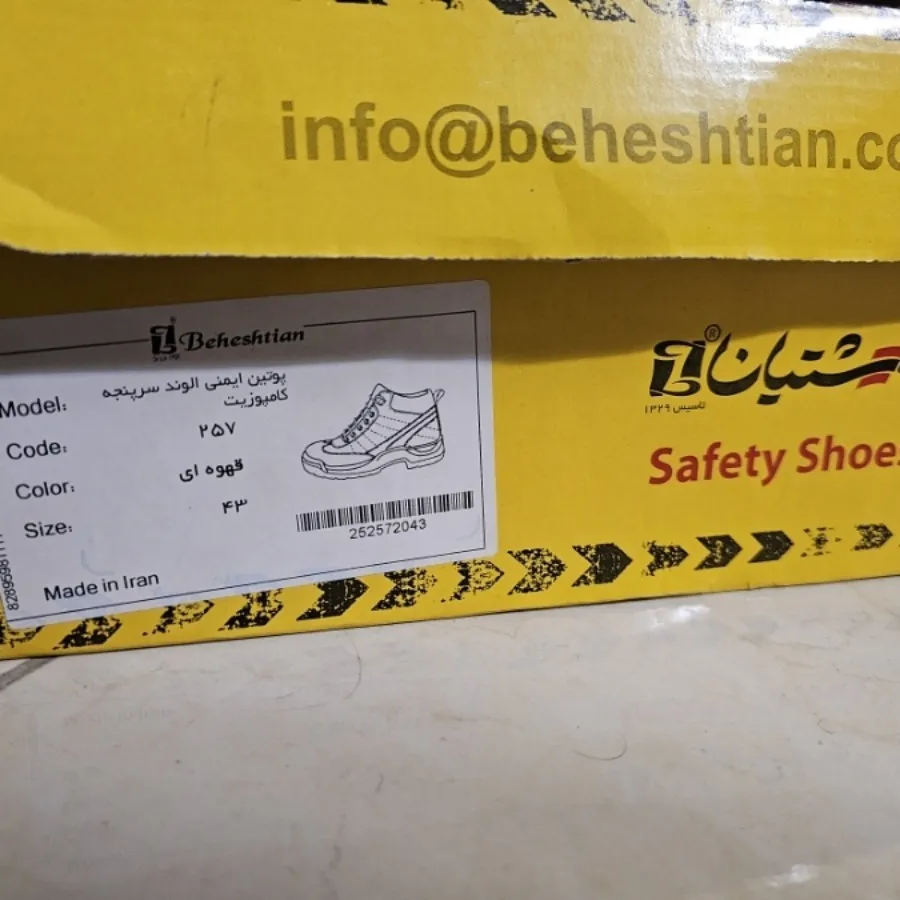 info@beheshtian.co
Beheshtian
Model: پوتین ایمنی الوند سرپنجه
کامپوزیت
Code: ۲۵۷
Color: قهوه ای
Size: ۴۳
252572043
Made in Iran
شتیان®
تاسیس ۱۳۲۹
Safety Shoes